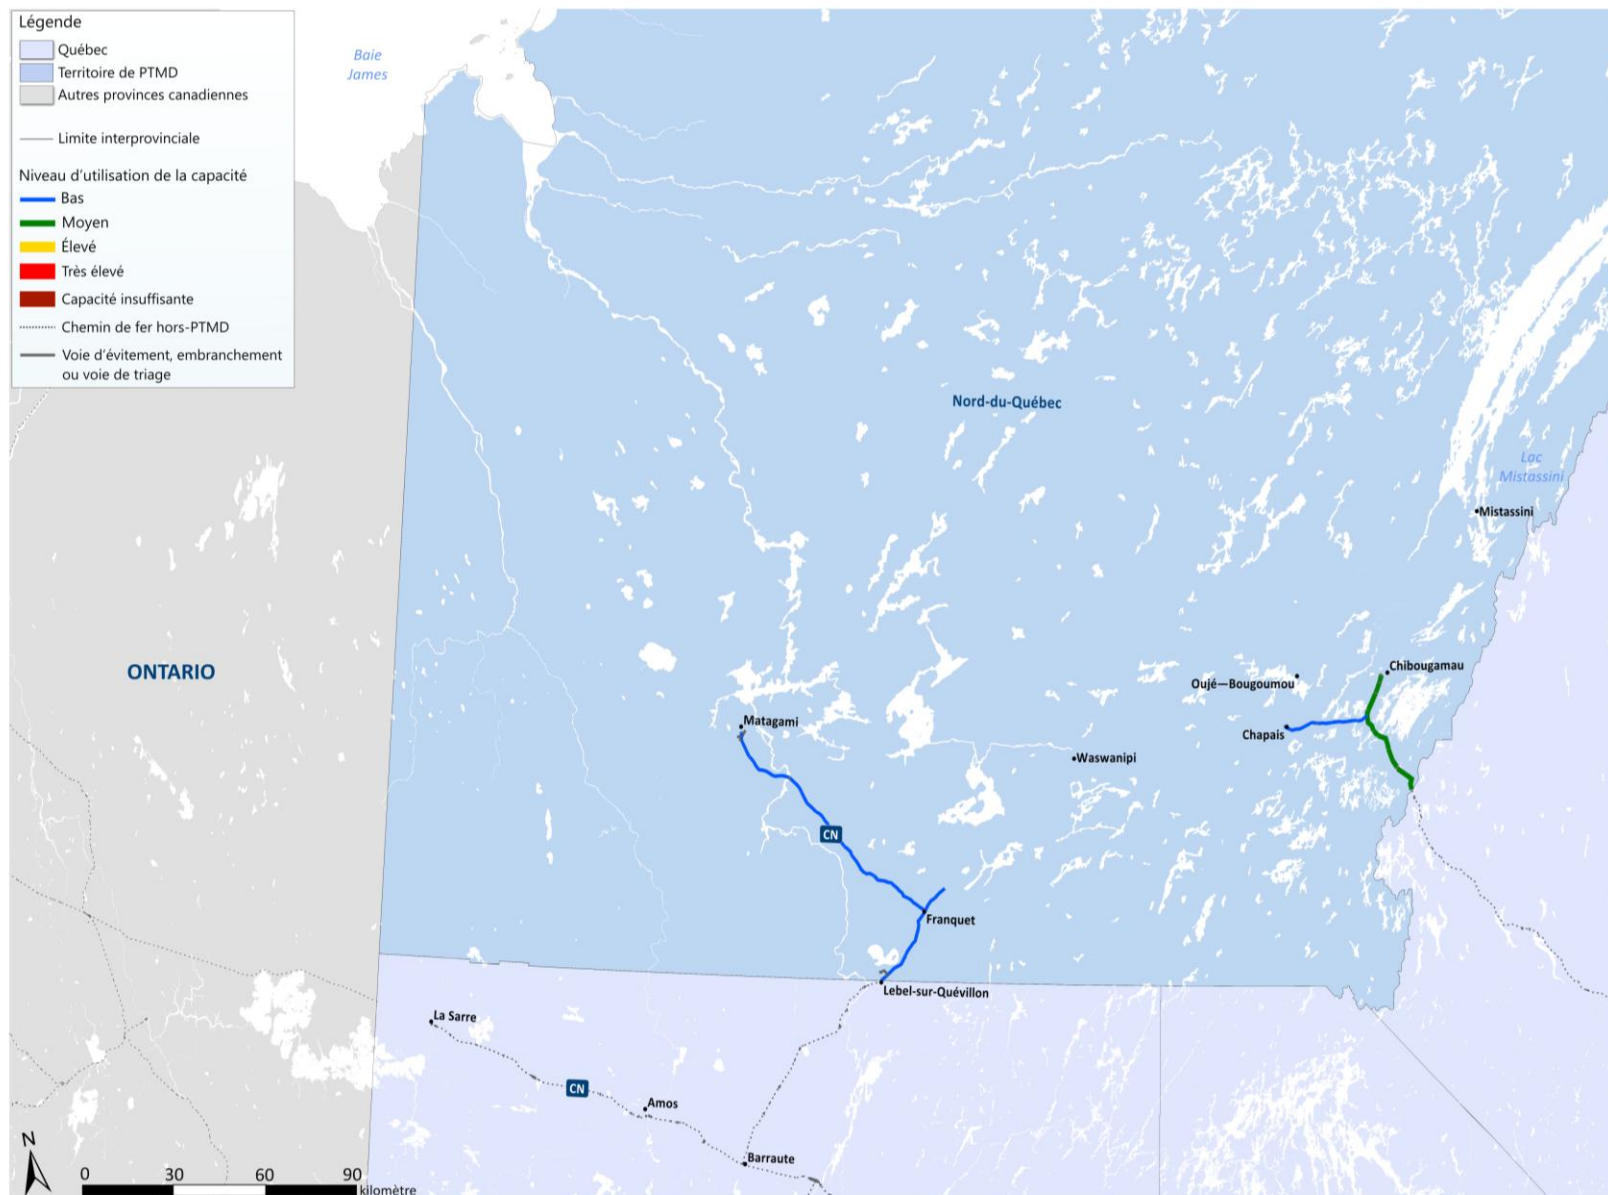 Légende
Québec
Territoire de PTMD
Autres provinces canadiennes
Limite interprovinciale
Niveau d'utilisation de la capacité
Bas
Moyen
Élevé
Très élevé
Capacité insuffisante
Chemin de fer hors-PTMD
Voie d'évitement, embranchement
ou voie de triage
Baie
James
Nord-du-Québec
Lac
Mistassini
Mistassini
ONTARIO
Chibougamau
Oujé—Bougoumou
Chapais
Matagami
Waswanipi
CN
Franquet
Lebel-sur-Quévillon
La Sarre
CN
Amos
Barraute
N
0 30 60 90
kilomètre